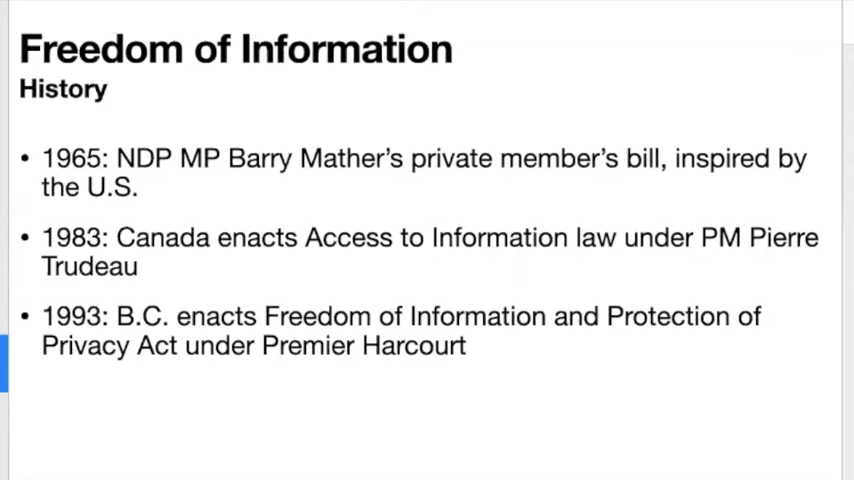 Freedom of Information
History
• 1965: NDP MP Barry Mather’s private member’s bill, inspired by
the U.S.
• 1983: Canada enacts Access to Information law under PM Pierre
Trudeau
• 1993: B.C. enacts Freedom of Information and Protection of
Privacy Act under Premier Harcourt